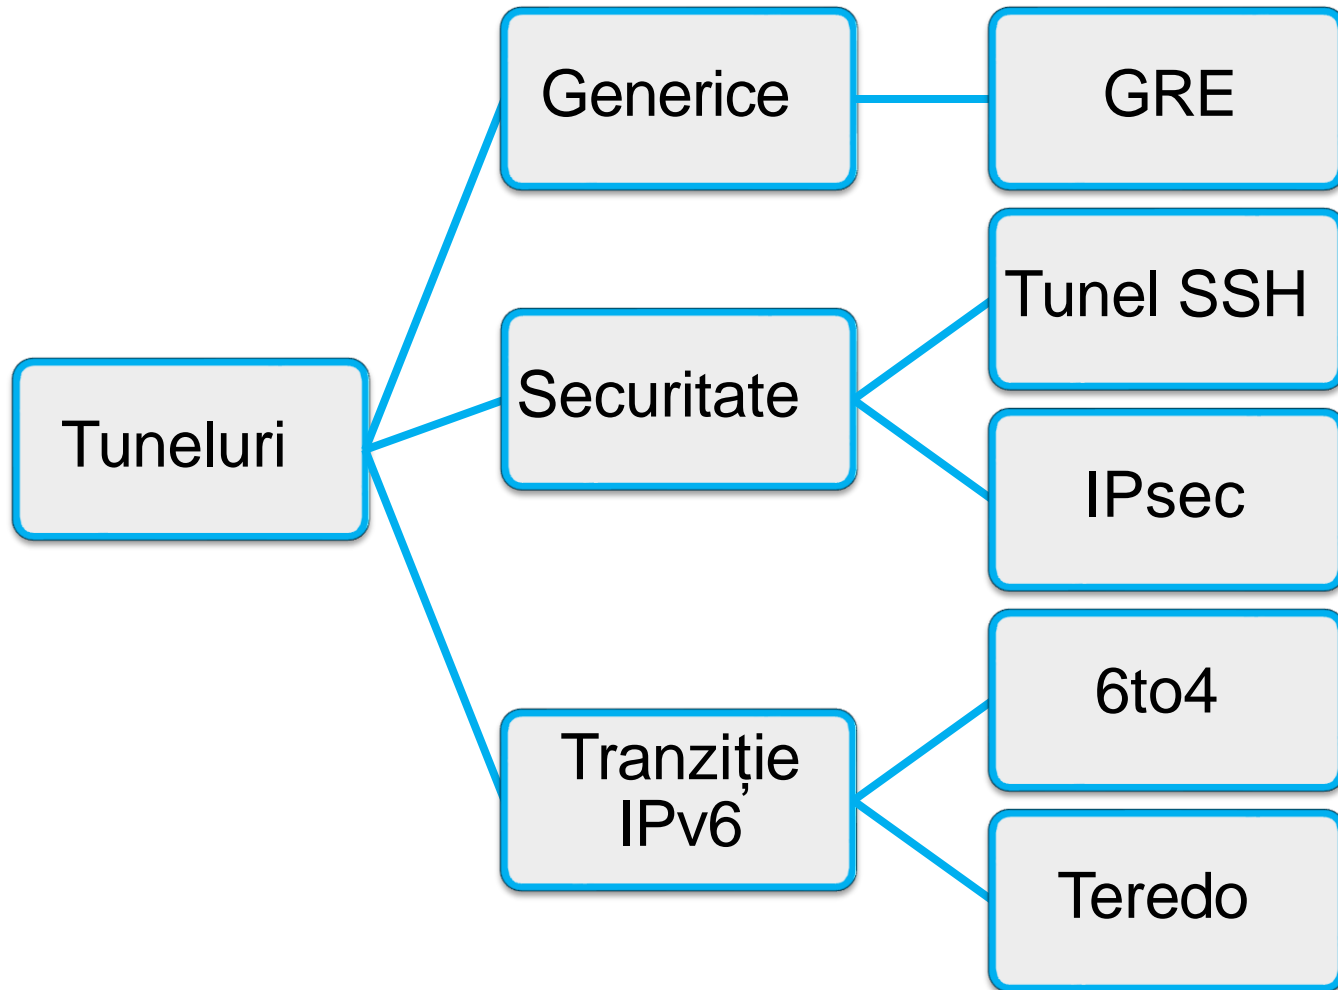 Generice
GRE
Tunel SSH
Securitate
Tuneluri
IPsec
6to4
Tranziție
IPv6
Teredo